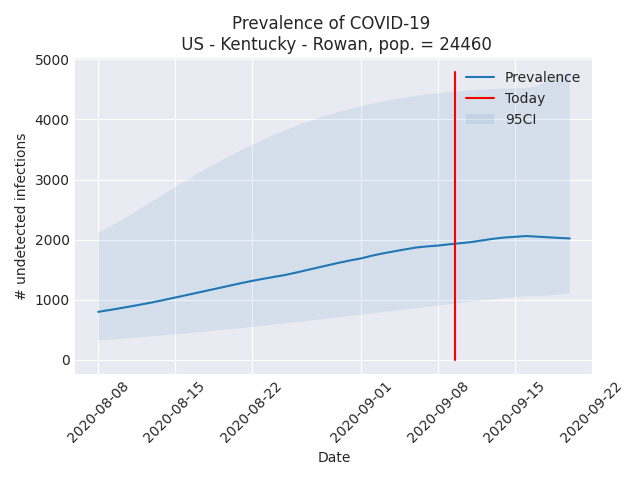 Prevalence of COVID-19
US - Kentucky - Rowan, pop. = 24460
Prevalence
Today
95CI
# undetected infections
5000
4000
3000
2000
1000
0
2020-08-08
2020-08-15
2020-08-22
2020-09-01
2020-09-08
2020-09-15
2020-09-22
Date